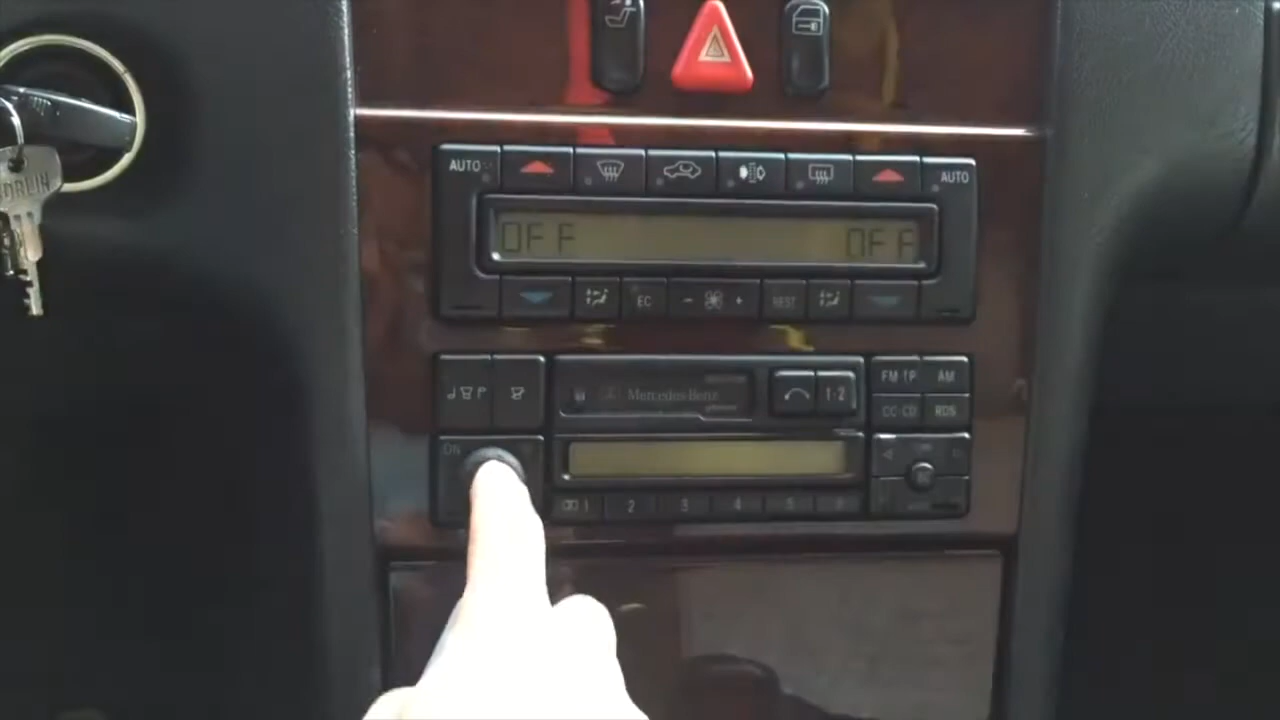 AUTO AUTO
OFF OFF
EC - + REST
Mercedes-Benz 1·2
FM TP AM
CC·CD RDS
ON
1 2 3 4 5 6